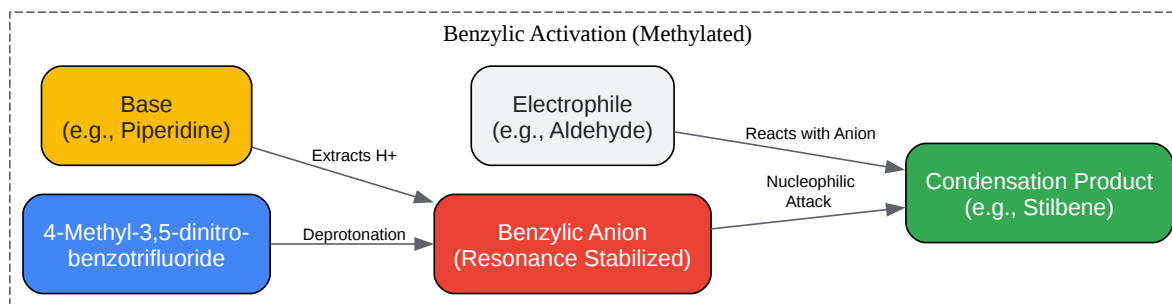 Benzylic Activation (Methylated)
Base
(e.g., Piperidine)
Electrophile
(e.g., Aldehyde)
Extracts H+
Reacts with Anion
4-Methyl-3,5-dinitro-
benzotrifluoride
Deprotonation
Benzylic Anion
(Resonance Stabilized)
Nucleophilic
Attack
Condensation Product
(e.g., Stilbene)